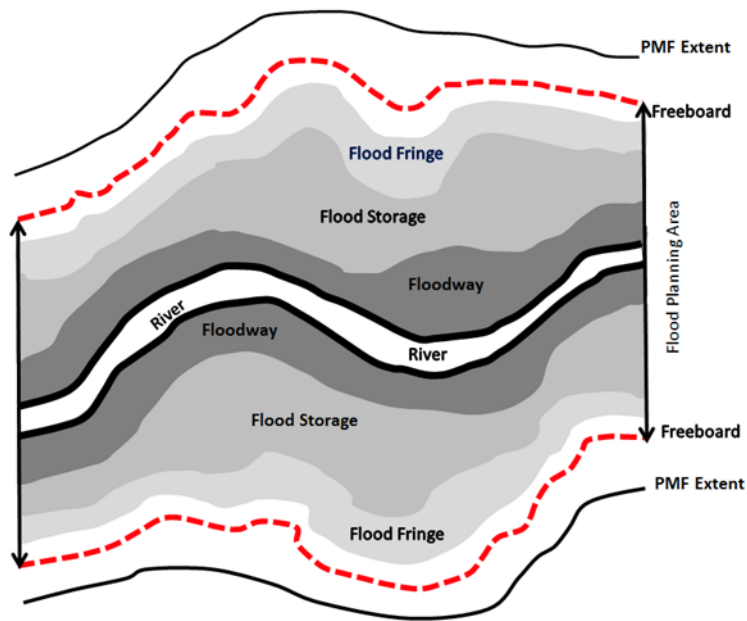 PMF Extent
Freeboard
Flood Fringe
Flood Storage
Floodway
Flood Planning Area
River
Floodway
River
Flood Storage
Freeboard
PMF Extent
Flood Fringe